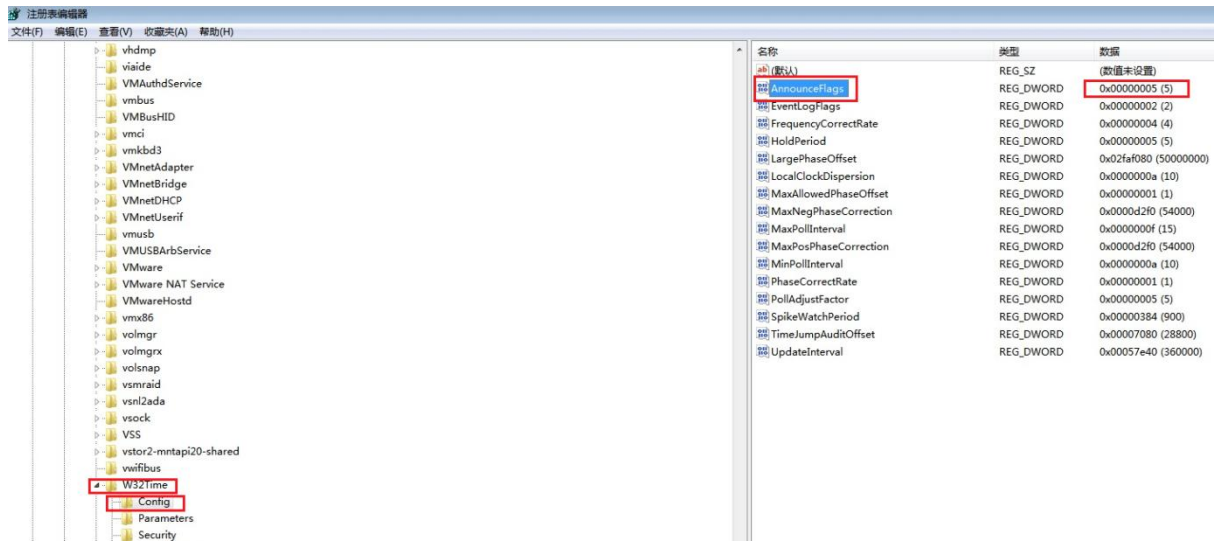 注册表编辑器
文件(F) 编辑(E) 查看(V) 收藏夹(A) 帮助(H)
vhdmp
viaide
VMAuthdService
vmbus
VMBusHID
vmci
vmkbd3
VMnetAdapter
VMnetBridge
VMnetDHCP
VMnetUserif
vmusb
VMUSBArbService
VMware
VMware NAT Service
VMwareHostd
vmx86
volmgr
volmgrx
volsnap
vsmraid
vsnl2ada
vsock
VSS
vstor2-mntapi20-shared
vwifibus
W32Time
Config
Parameters
Security
名称 类型 数据
(默认) REG_SZ (数值未设置)
AnnounceFlags REG_DWORD 0x00000005 (5)
EventLogFlags REG_DWORD 0x00000002 (2)
FrequencyCorrectRate REG_DWORD 0x00000004 (4)
HoldPeriod REG_DWORD 0x00000005 (5)
LargePhaseOffset REG_DWORD 0x02faf080 (50000000)
LocalClockDispersion REG_DWORD 0x0000000a (10)
MaxAllowedPhaseOffset REG_DWORD 0x00000001 (1)
MaxNegPhaseCorrection REG_DWORD 0x0000d2f0 (54000)
MaxPollInterval REG_DWORD 0x0000000f (15)
MaxPosPhaseCorrection REG_DWORD 0x0000d2f0 (54000)
MinPollInterval REG_DWORD 0x0000000a (10)
PhaseCorrectRate REG_DWORD 0x00000001 (1)
PollAdjustFactor REG_DWORD 0x00000005 (5)
SpikeWatchPeriod REG_DWORD 0x00000384 (900)
TimeJumpAuditOffset REG_DWORD 0x00007080 (28800)
UpdateInterval REG_DWORD 0x00057e40 (360000)